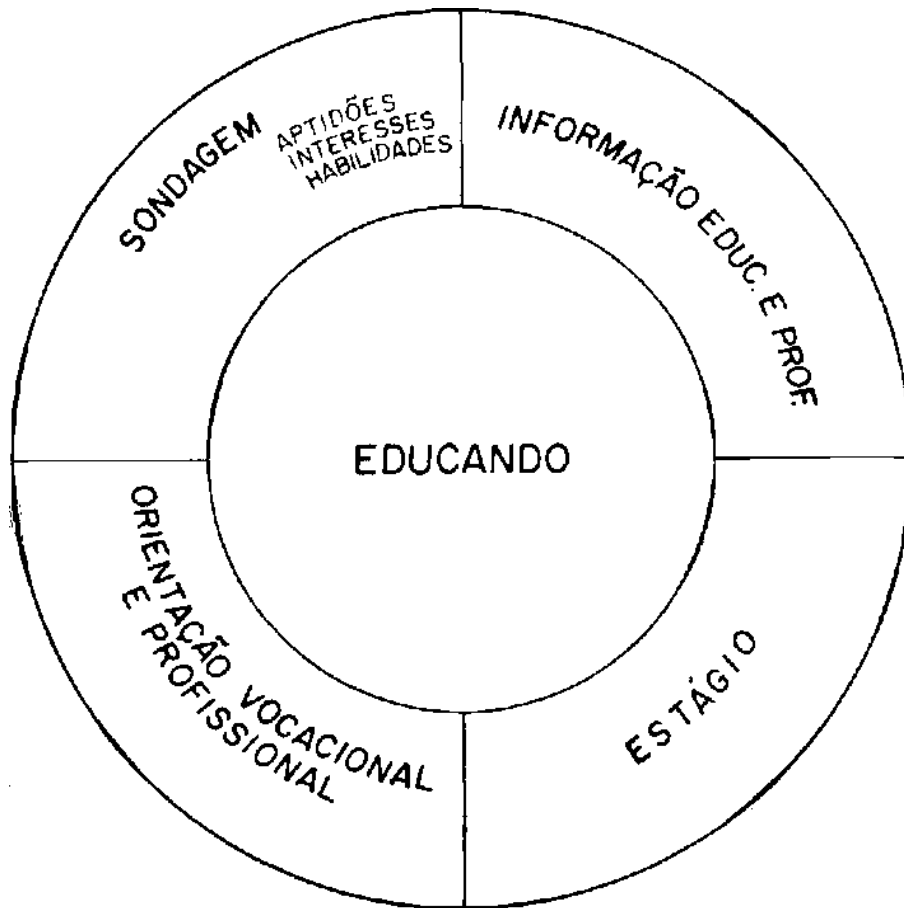 SONDAGEM
APTIDÕES
INTERESSES
HABILIDADES
INFORMAÇÃO EDUC. E PROF.
EDUCANDO
ORIENTAÇÃO VOCACIONAL
E PROFISSIONAL
ESTÁGIO